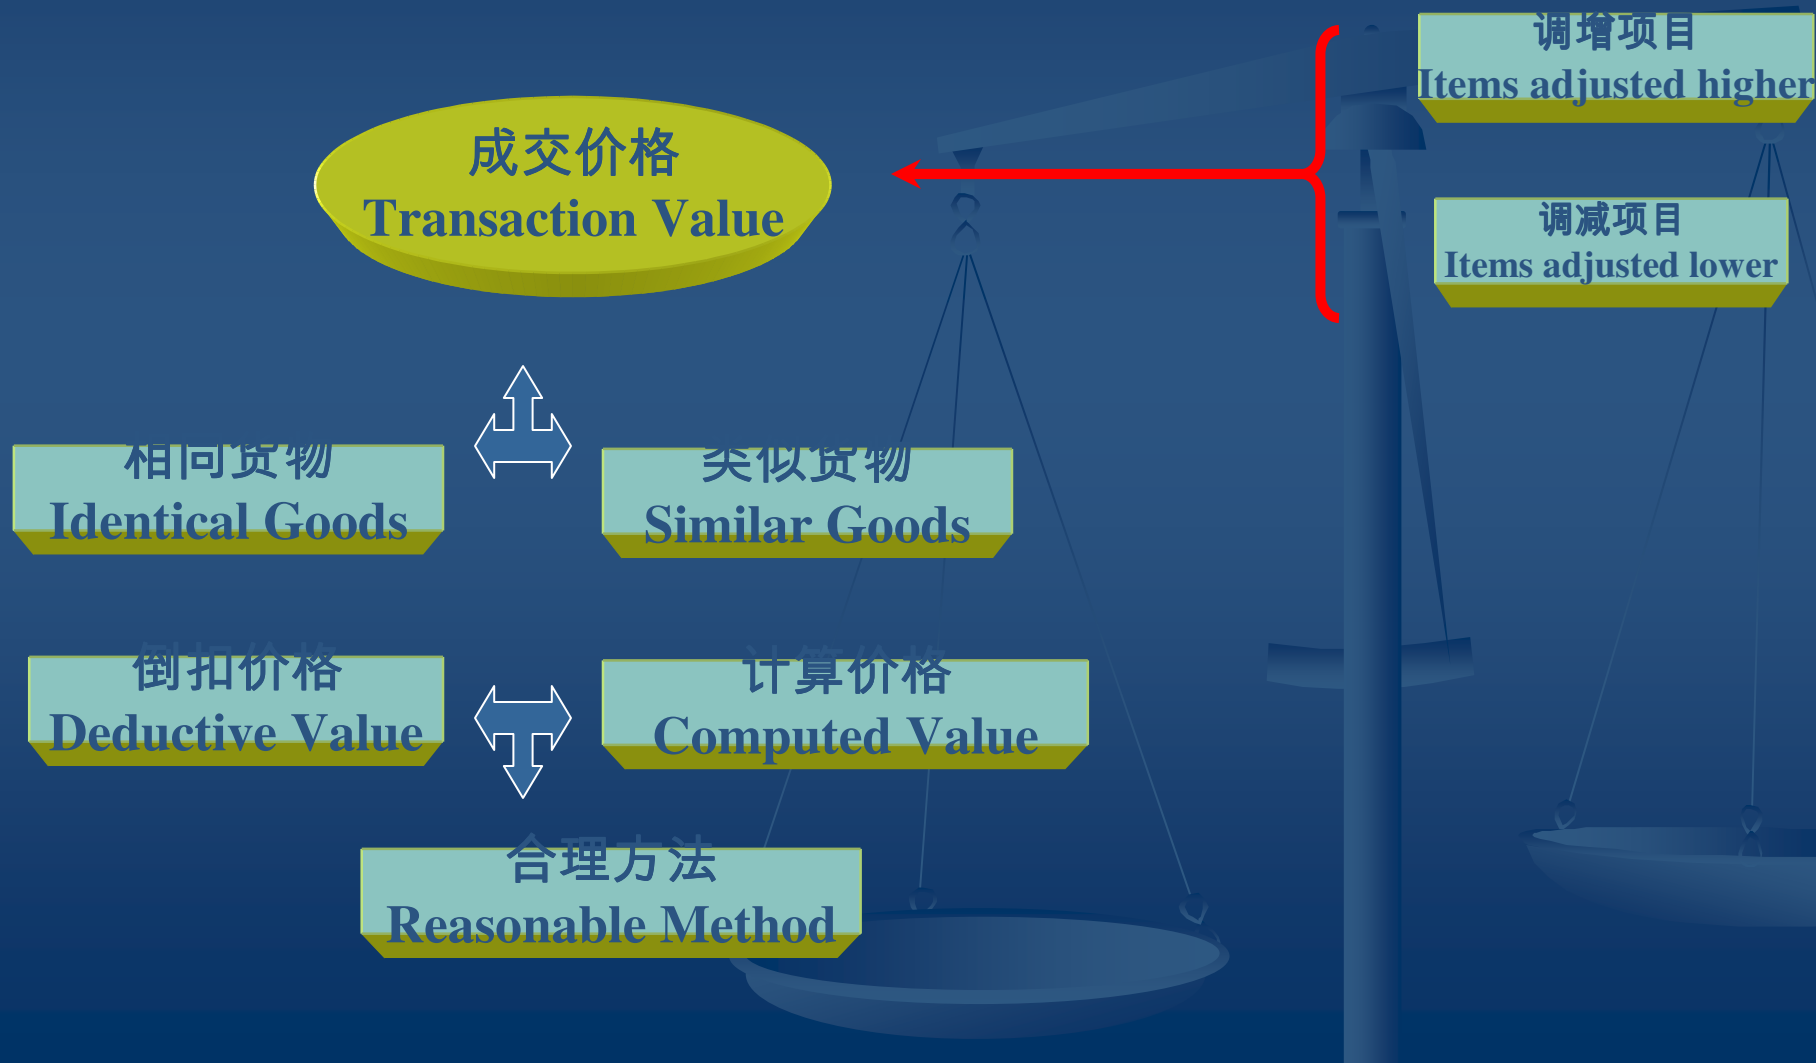 成交价格
Transaction Value
调增项目
Items adjusted higher
调减项目
Items adjusted lower
相同货物
Identical Goods
类似货物
Similar Goods
倒扣价格
Deductive Value
计算价格
Computed Value
合理方法
Reasonable Method